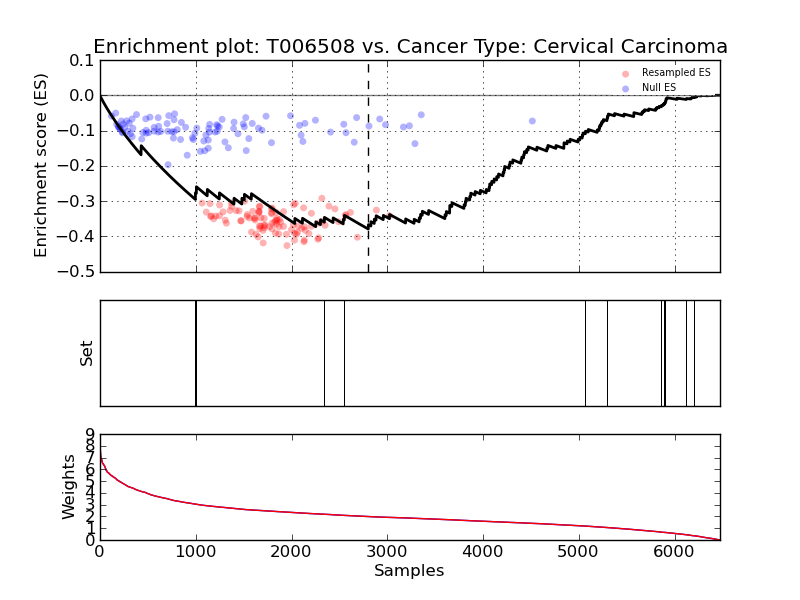 Enrichment plot: T006508 vs. Cancer Type: Cervical Carcinoma
0.1
0.0
−0.1
−0.2
−0.3
−0.4
−0.5
Enrichment score (ES)
Resampled ES
Null ES
Set
9
8
7
6
5
4
3
2
1
0
Weights
0 1000 2000 3000 4000 5000 6000
Samples